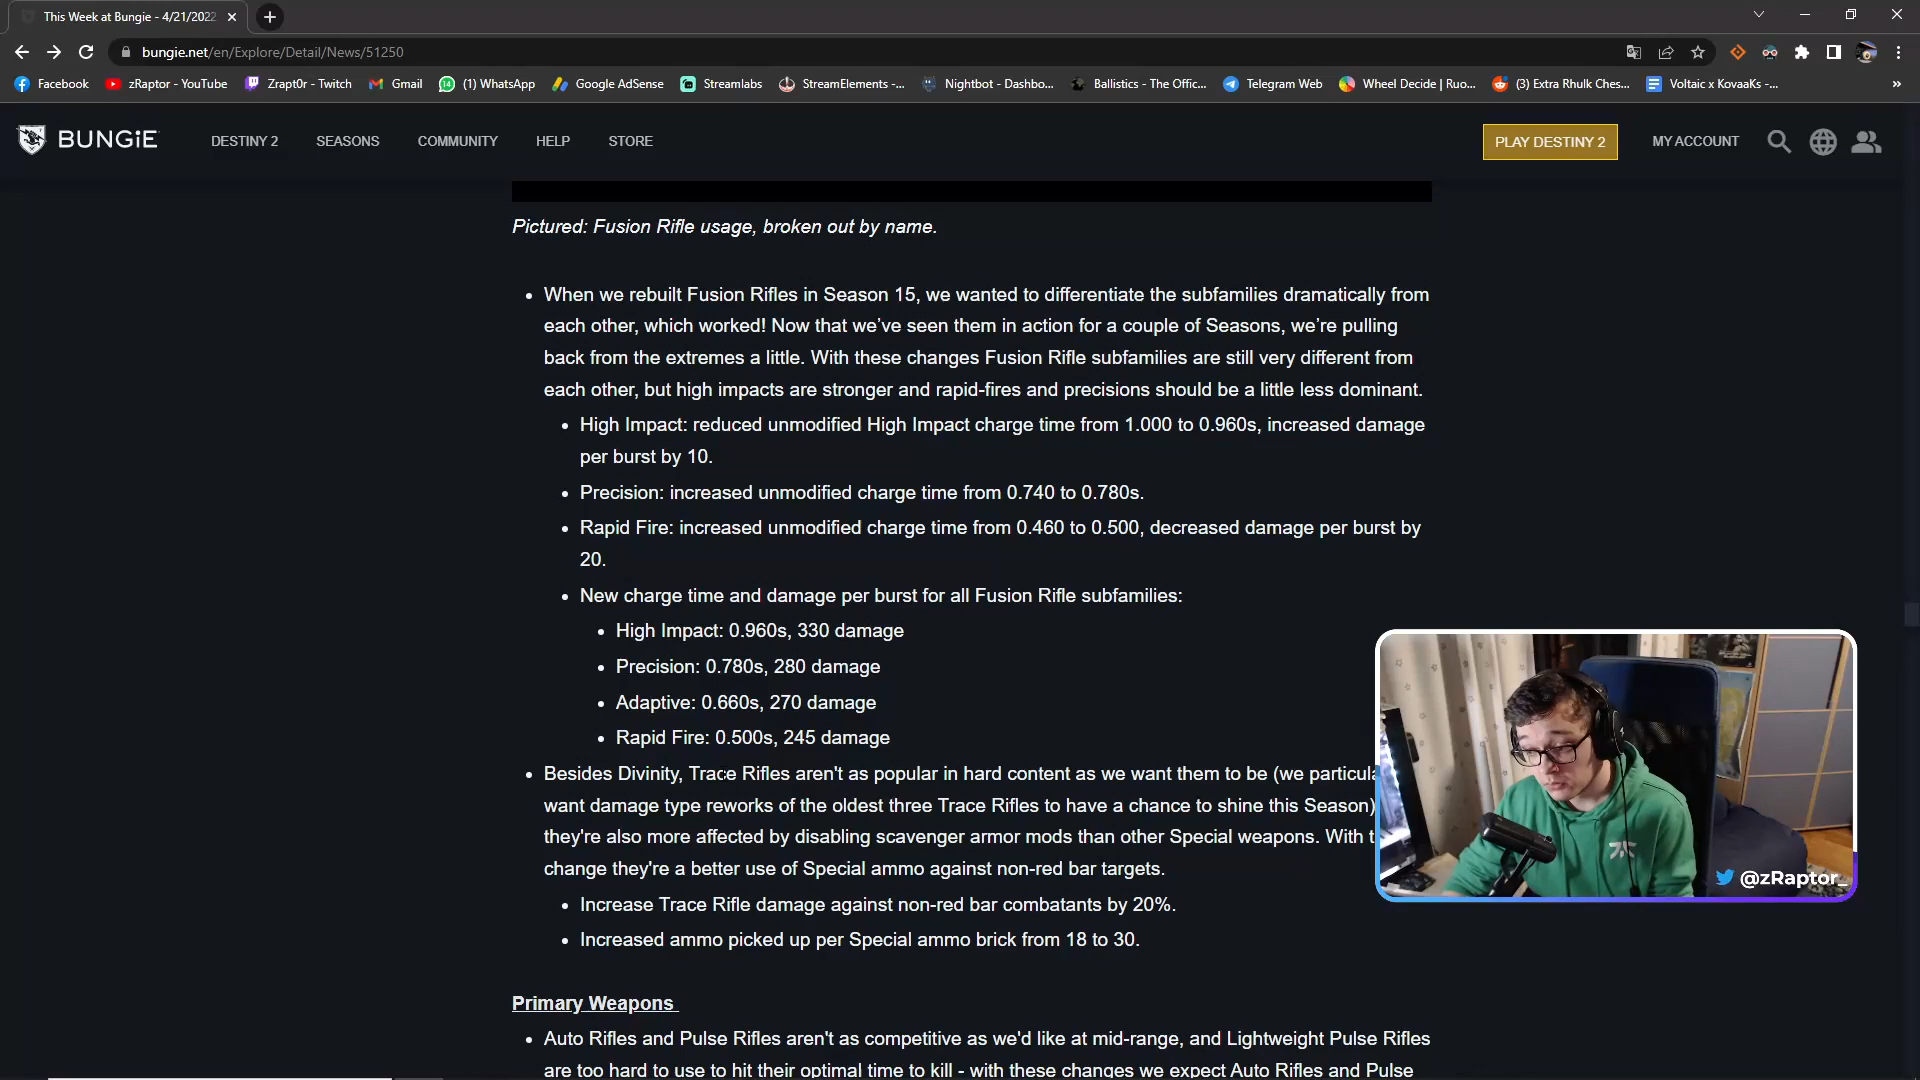 This Week at Bungie - 4/21/2022
bungie.net/en/Explore/Detail/News/51250
Facebook zRaptor - YouTube Zrapt0r - Twitch Gmail (1) WhatsApp Google AdSense Streamlabs StreamElements -... Nightbot - Dashbo... Ballistics - The Offic... Telegram Web Wheel Decide | Ruo... (3) Extra Rhulk Ches... Voltaic x KovaaKs -... »
BUNGiE DESTINY 2 SEASONS COMMUNITY HELP STORE PLAY DESTINY 2 MY ACCOUNT
Pictured: Fusion Rifle usage, broken out by name.
• When we rebuilt Fusion Rifles in Season 15, we wanted to differentiate the subfamilies dramatically from
each other, which worked! Now that we’ve seen them in action for a couple of Seasons, we’re pulling
back from the extremes a little. With these changes Fusion Rifle subfamilies are still very different from
each other, but high impacts are stronger and rapid-fires and precisions should be a little less dominant.
• High Impact: reduced unmodified High Impact charge time from 1.000 to 0.960s, increased damage
per burst by 10.
• Precision: increased unmodified charge time from 0.740 to 0.780s.
• Rapid Fire: increased unmodified charge time from 0.460 to 0.500, decreased damage per burst by
20.
• New charge time and damage per burst for all Fusion Rifle subfamilies:
• High Impact: 0.960s, 330 damage
• Precision: 0.780s, 280 damage
• Adaptive: 0.660s, 270 damage
• Rapid Fire: 0.500s, 245 damage
• Besides Divinity, Trace Rifles aren't as popular in hard content as we want them to be (we particula
want damage type reworks of the oldest three Trace Rifles to have a chance to shine this Season)
they're also more affected by disabling scavenger armor mods than other Special weapons. With t
change they're a better use of Special ammo against non-red bar targets.
• Increase Trace Rifle damage against non-red bar combatants by 20%.
• Increased ammo picked up per Special ammo brick from 18 to 30.
@zRaptor_
Primary Weapons
• Auto Rifles and Pulse Rifles aren't as competitive as we'd like at mid-range, and Lightweight Pulse Rifles
are too hard to use to hit their optimal time to kill - with these changes we expect Auto Rifles and Pulse